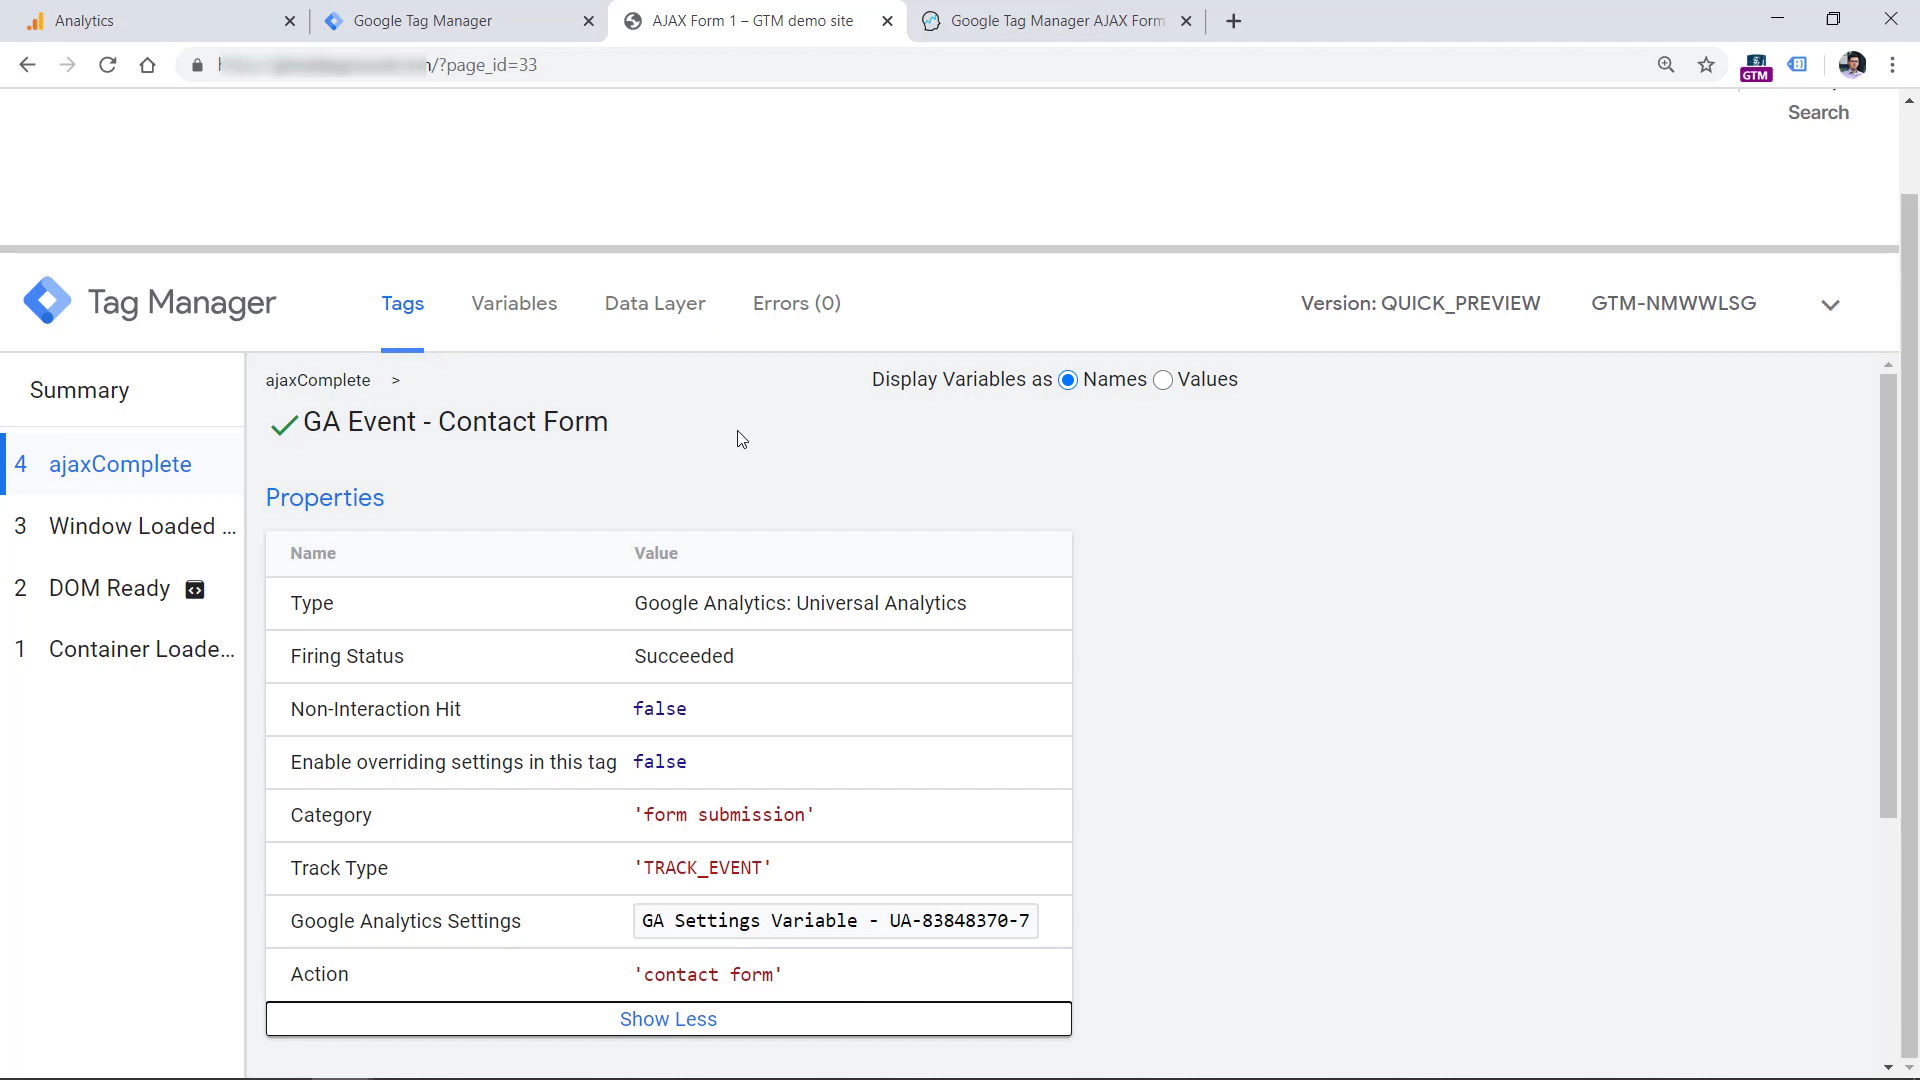 Analytics
Google Tag Manager
AJAX Form 1 – GTM demo site
Google Tag Manager AJAX Form
/?page_id=33
GTM
Search
Tag Manager
Tags
Variables
Data Layer
Errors (0)
Version: QUICK_PREVIEW
GTM-NMWWLSG
Summary
4 ajaxComplete
3 Window Loaded ...
2 DOM Ready
1 Container Loade...
ajaxComplete >
Display Variables as Names Values
GA Event - Contact Form
Properties
Name Value
Type Google Analytics: Universal Analytics
Firing Status Succeeded
Non-Interaction Hit false
Enable overriding settings in this tag false
Category 'form submission'
Track Type 'TRACK_EVENT'
Google Analytics Settings GA Settings Variable - UA-83848370-7
Action 'contact form'
Show Less